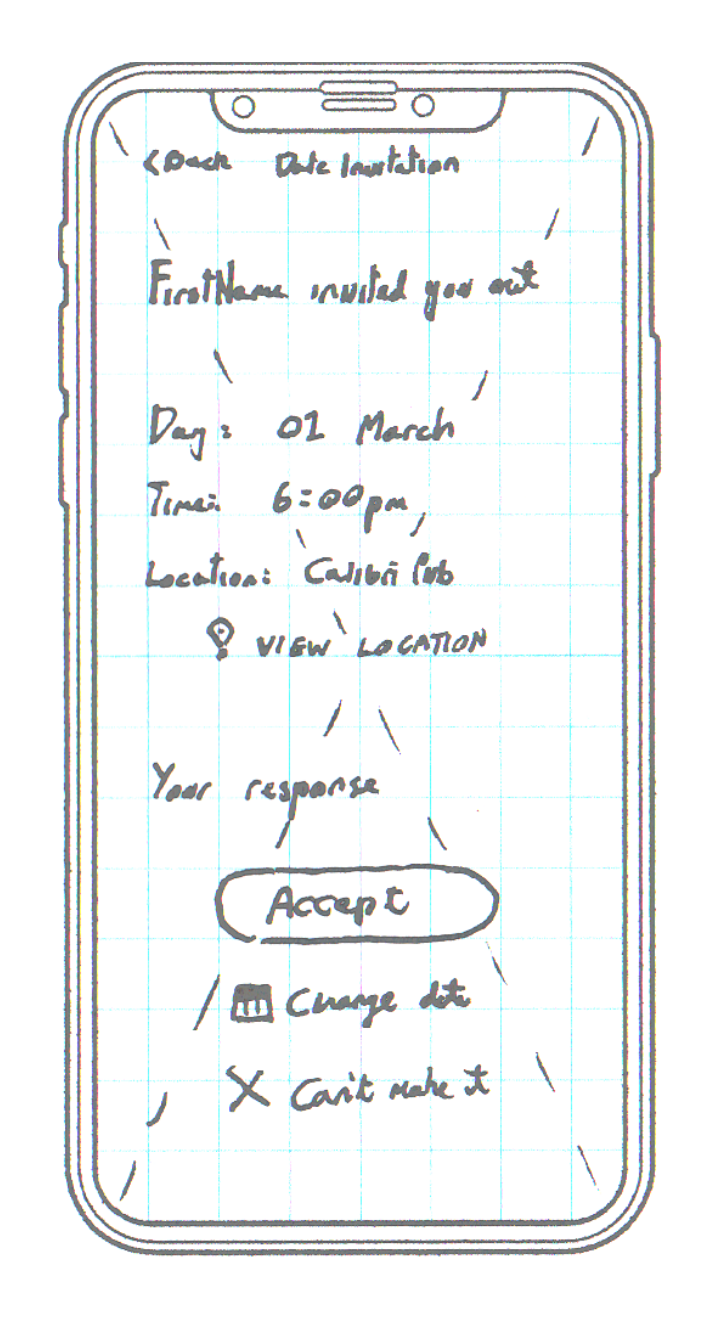 < Back Date Invitation
FirstName invited you out
Day: 01 March
Time: 6:00pm
Location: Calibri Pub
VIEW LOCATION
Your response
Accept
Change date
Can't make it